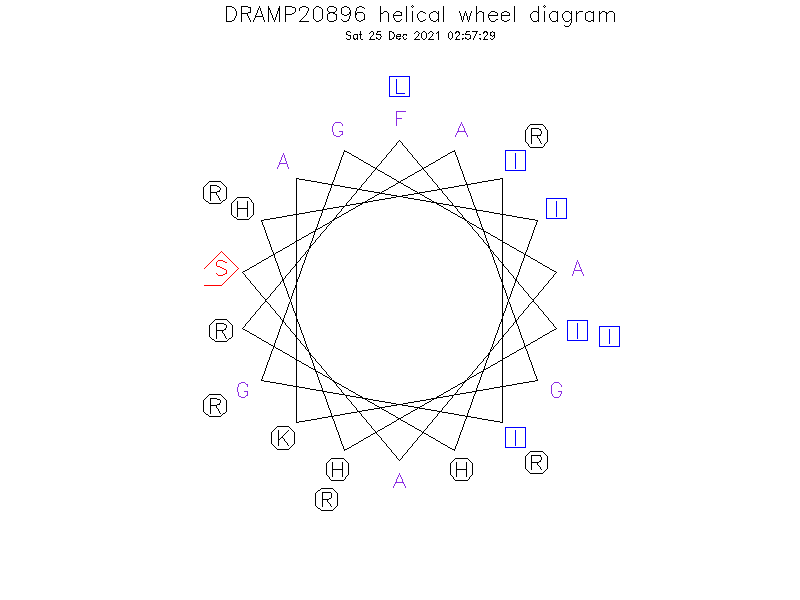 DRAMP20896 helical wheel diagram
Sat 25 Dec 2021 02:57:29
L
G F A
R
A I
R H I
S A
R I I
G G
R
K I R
H H
A
R